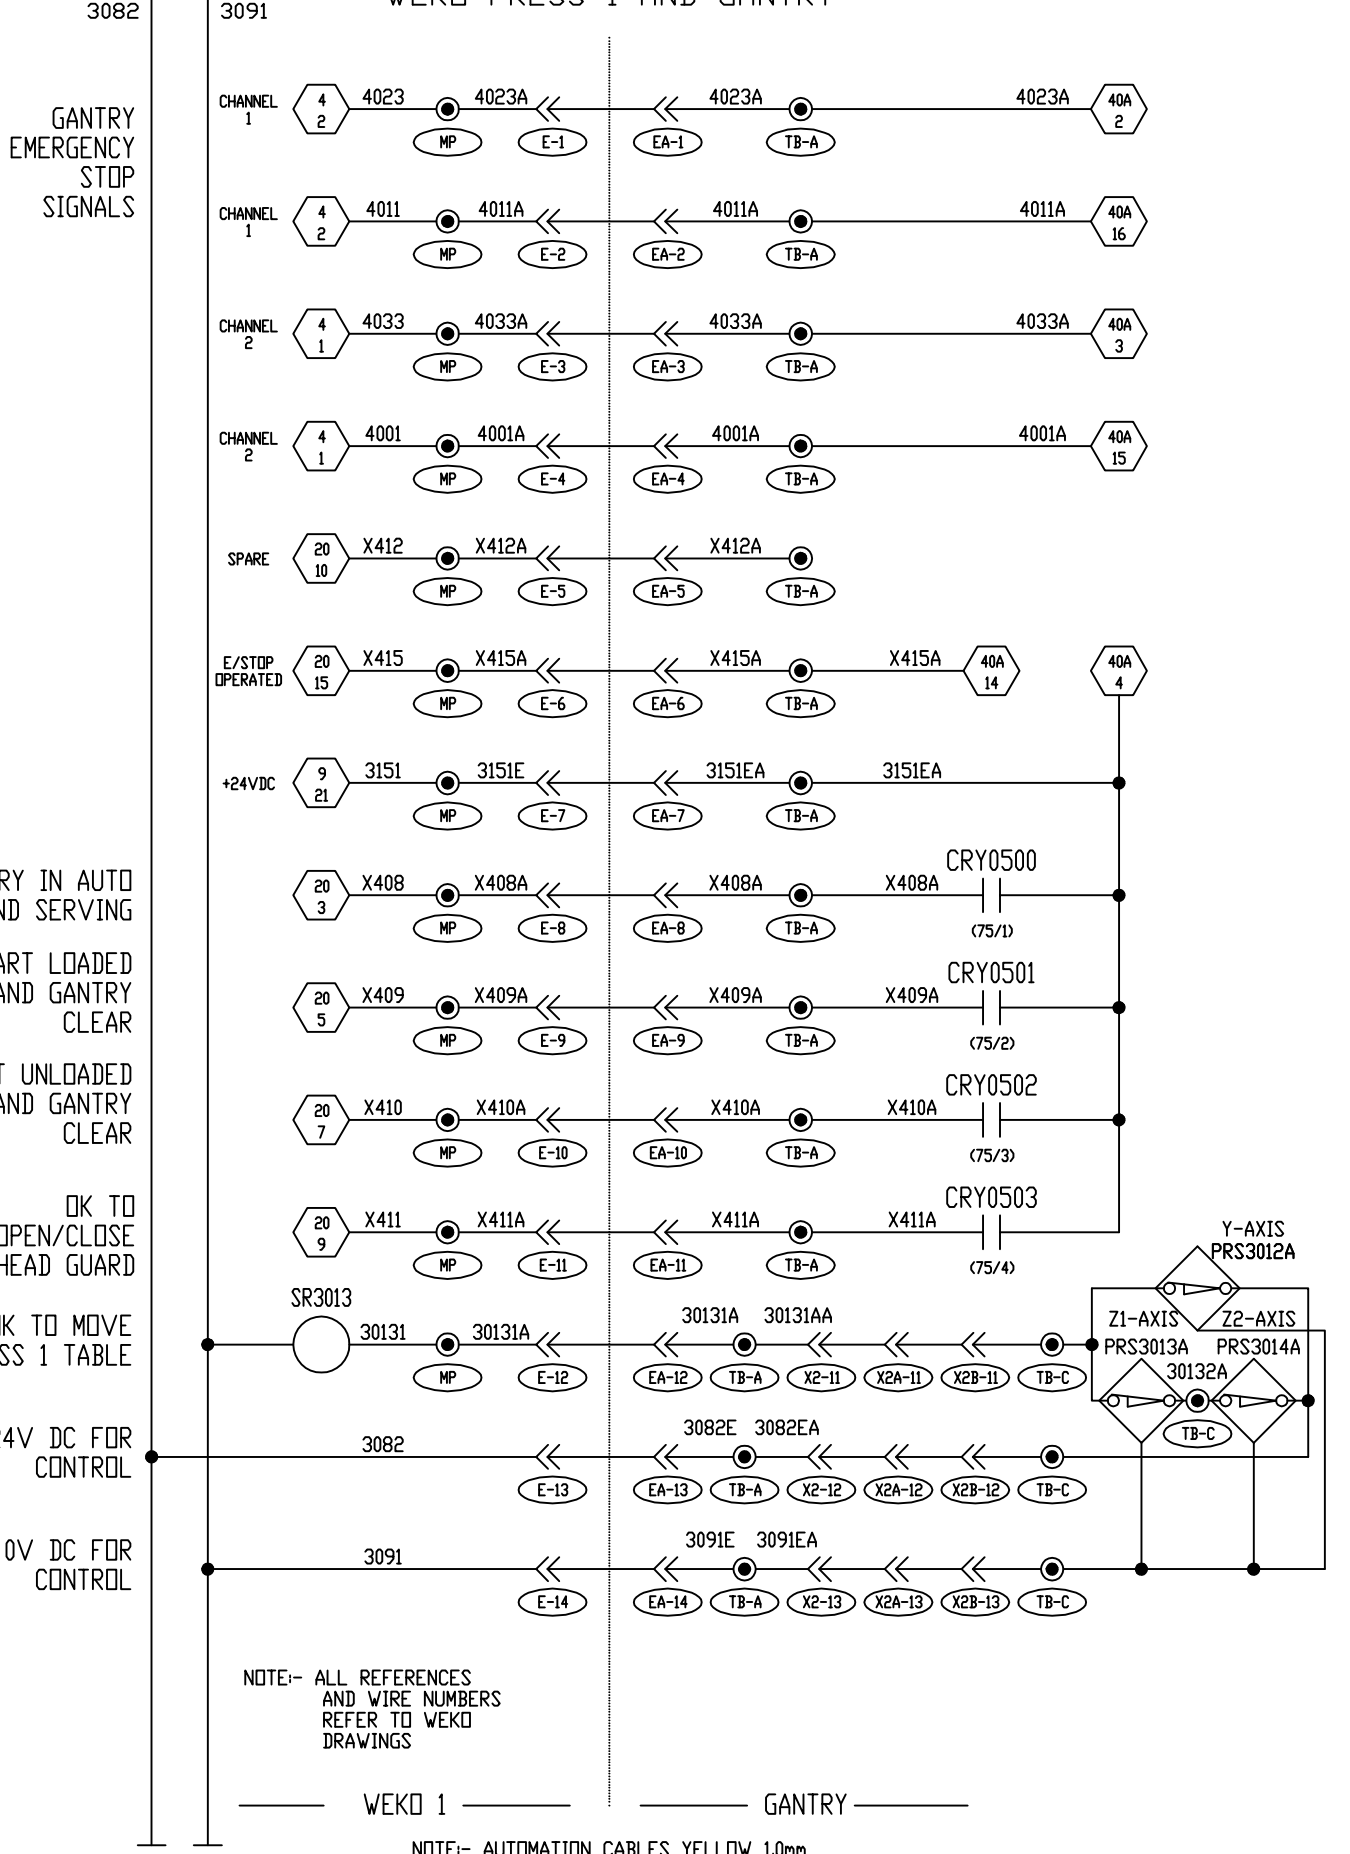 WEKO PRESS 1 AND GANTRY
3082
3091
GANTRY
EMERGENCY
STOP
SIGNALS
CHANNEL
1
4
2
4023
4023A
4023A
4023A
40A
2
MP
E-1
EA-1
TB-A
CHANNEL
1
4
2
4011
4011A
4011A
4011A
40A
16
MP
E-2
EA-2
TB-A
CHANNEL
2
4
1
4033
4033A
4033A
4033A
40A
3
MP
E-3
EA-3
TB-A
CHANNEL
2
4
1
4001
4001A
4001A
4001A
40A
15
MP
E-4
EA-4
TB-A
SPARE
20
10
X412
X412A
X412A
MP
E-5
EA-5
TB-A
E/STOP
OPERATED
20
15
X415
X415A
X415A
X415A
40A
14
40A
4
MP
E-6
EA-6
TB-A
+24VDC
9
21
3151
3151E
3151EA
3151EA
MP
E-7
EA-7
TB-A
RY IN AUTO
ND SERVING
20
3
X408
X408A
X408A
X408A
CRY0500
(75/1)
MP
E-8
EA-8
TB-A
ART LOADED
AND GANTRY
CLEAR
20
5
X409
X409A
X409A
X409A
CRY0501
(75/2)
MP
E-9
EA-9
TB-A
T UNLOADED
AND GANTRY
CLEAR
20
7
X410
X410A
X410A
X410A
CRY0502
(75/3)
MP
E-10
EA-10
TB-A
OK TO
OPEN/CLOSE
HEAD GUARD
20
9
X411
X411A
X411A
X411A
CRY0503
(75/4)
MP
E-11
EA-11
TB-A
Y-AXIS
PRS3012A
OK TO MOVE
SS 1 TABLE
SR3013
30131
30131A
30131A
30131AA
MP
E-12
EA-12
TB-A
X2-11
X2A-11
X2B-11
TB-C
Z1-AXIS
PRS3013A
Z2-AXIS
PRS3014A
30132A
TB-C
24V DC FOR
CONTROL
3082
3082E
3082EA
E-13
EA-13
TB-A
X2-12
X2A-12
X2B-12
TB-C
0V DC FOR
CONTROL
3091
3091E
3091EA
E-14
EA-14
TB-A
X2-13
X2A-13
X2B-13
TB-C
NOTE:- ALL REFERENCES
AND WIRE NUMBERS
REFER TO WEKO
DRAWINGS
WEKO 1
GANTRY
NOTE:- AUTOMATION CABLES YELLOW 1.0mm